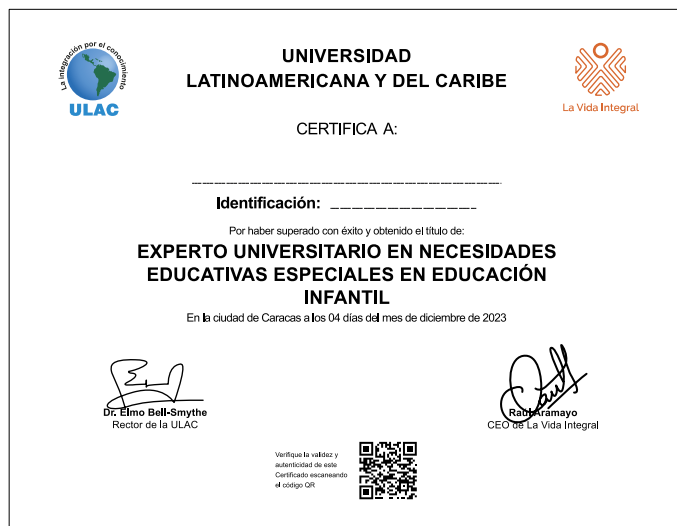 La integración por el conocimiento
ULAC
UNIVERSIDAD
LATINOAMERICANA Y DEL CARIBE
La Vida Integral
CERTIFICA A:
Identificación:
Por haber superado con éxito y obtenido el título de:
EXPERTO UNIVERSITARIO EN NECESIDADES
EDUCATIVAS ESPECIALES EN EDUCACIÓN
INFANTIL
En la ciudad de Caracas a los 04 días del mes de diciembre de 2023
Dr. Elmo Bell-Smythe
Rector de la ULAC
Raúl Aramayo
CEO de La Vida Integral
Verifique la validez y
autenticidad de este
Certificado escaneando
el código QR